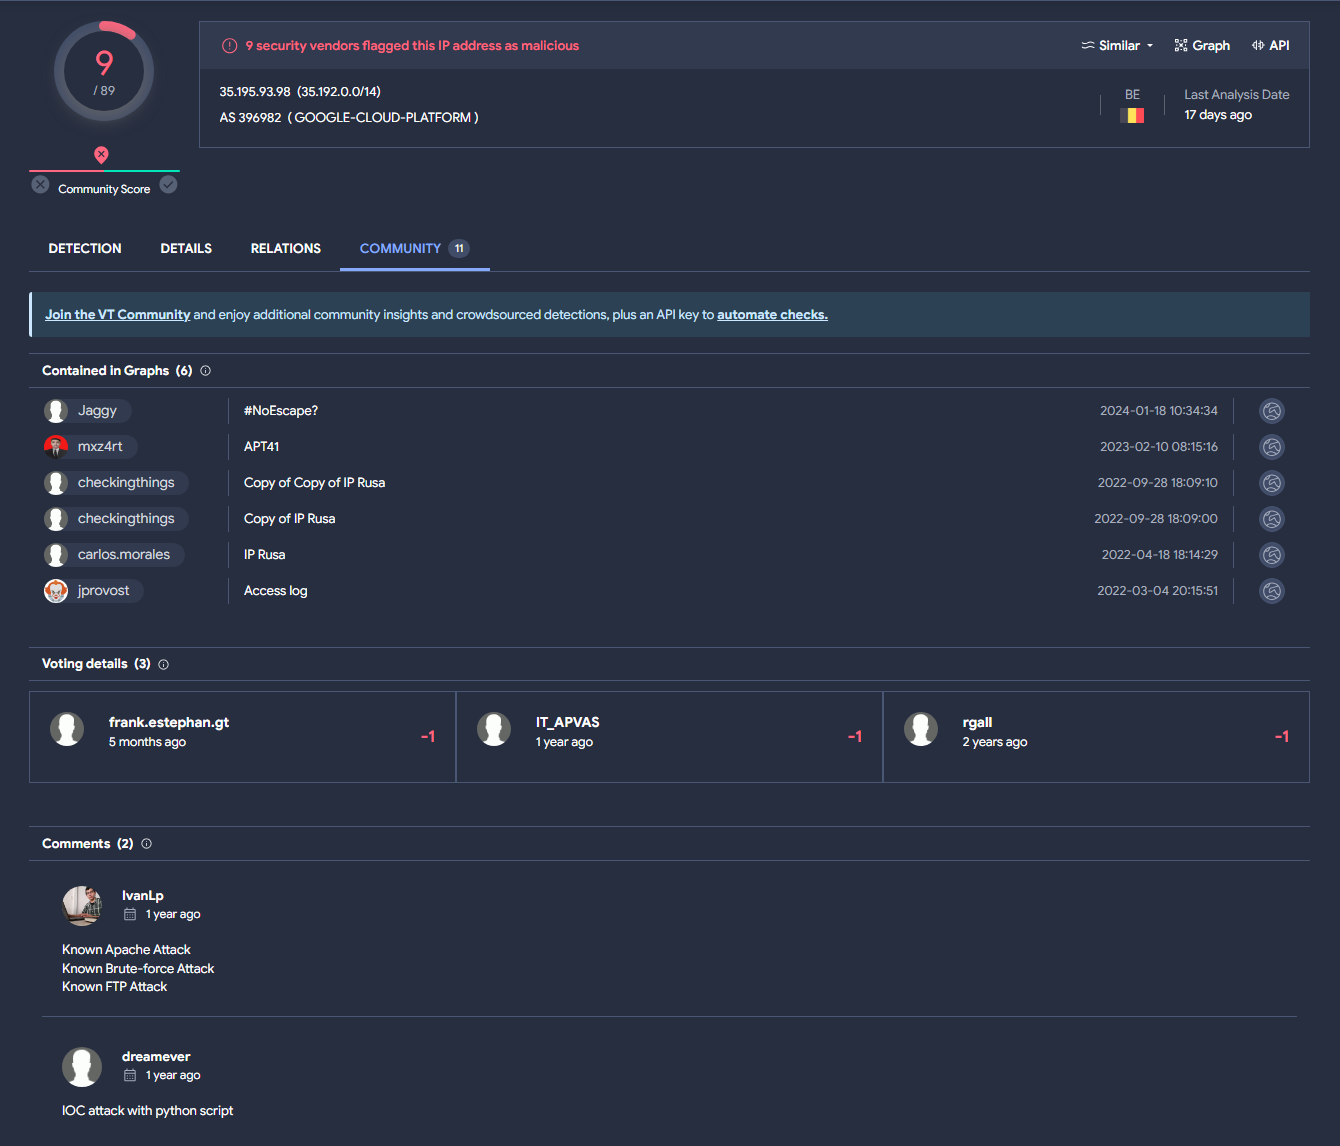 9
/ 89
Community Score
9 security vendors flagged this IP address as malicious
Similar
Graph
API
35.195.93.98 (35.192.0.0/14)
AS 396982 ( GOOGLE-CLOUD-PLATFORM )
BE
Last Analysis Date
17 days ago
DETECTION
DETAILS
RELATIONS
COMMUNITY 11
Join the VT Community and enjoy additional community insights and crowdsourced detections, plus an API key to automate checks.
Contained in Graphs (6)
Jaggy #NoEscape? 2024-01-18 10:34:34
mxz4rt APT41 2023-02-10 08:15:16
checkingthings Copy of Copy of IP Rusa 2022-09-28 18:09:10
checkingthings Copy of IP Rusa 2022-09-28 18:09:00
carlos.morales IP Rusa 2022-04-18 18:14:29
jprovost Access log 2022-03-04 20:15:51
Voting details (3)
frank.estephan.gt
5 months ago
-1
IT_APVAS
1 year ago
-1
rgall
2 years ago
-1
Comments (2)
IvanLp
1 year ago
Known Apache Attack
Known Brute-force Attack
Known FTP Attack
dreamever
1 year ago
IOC attack with python script